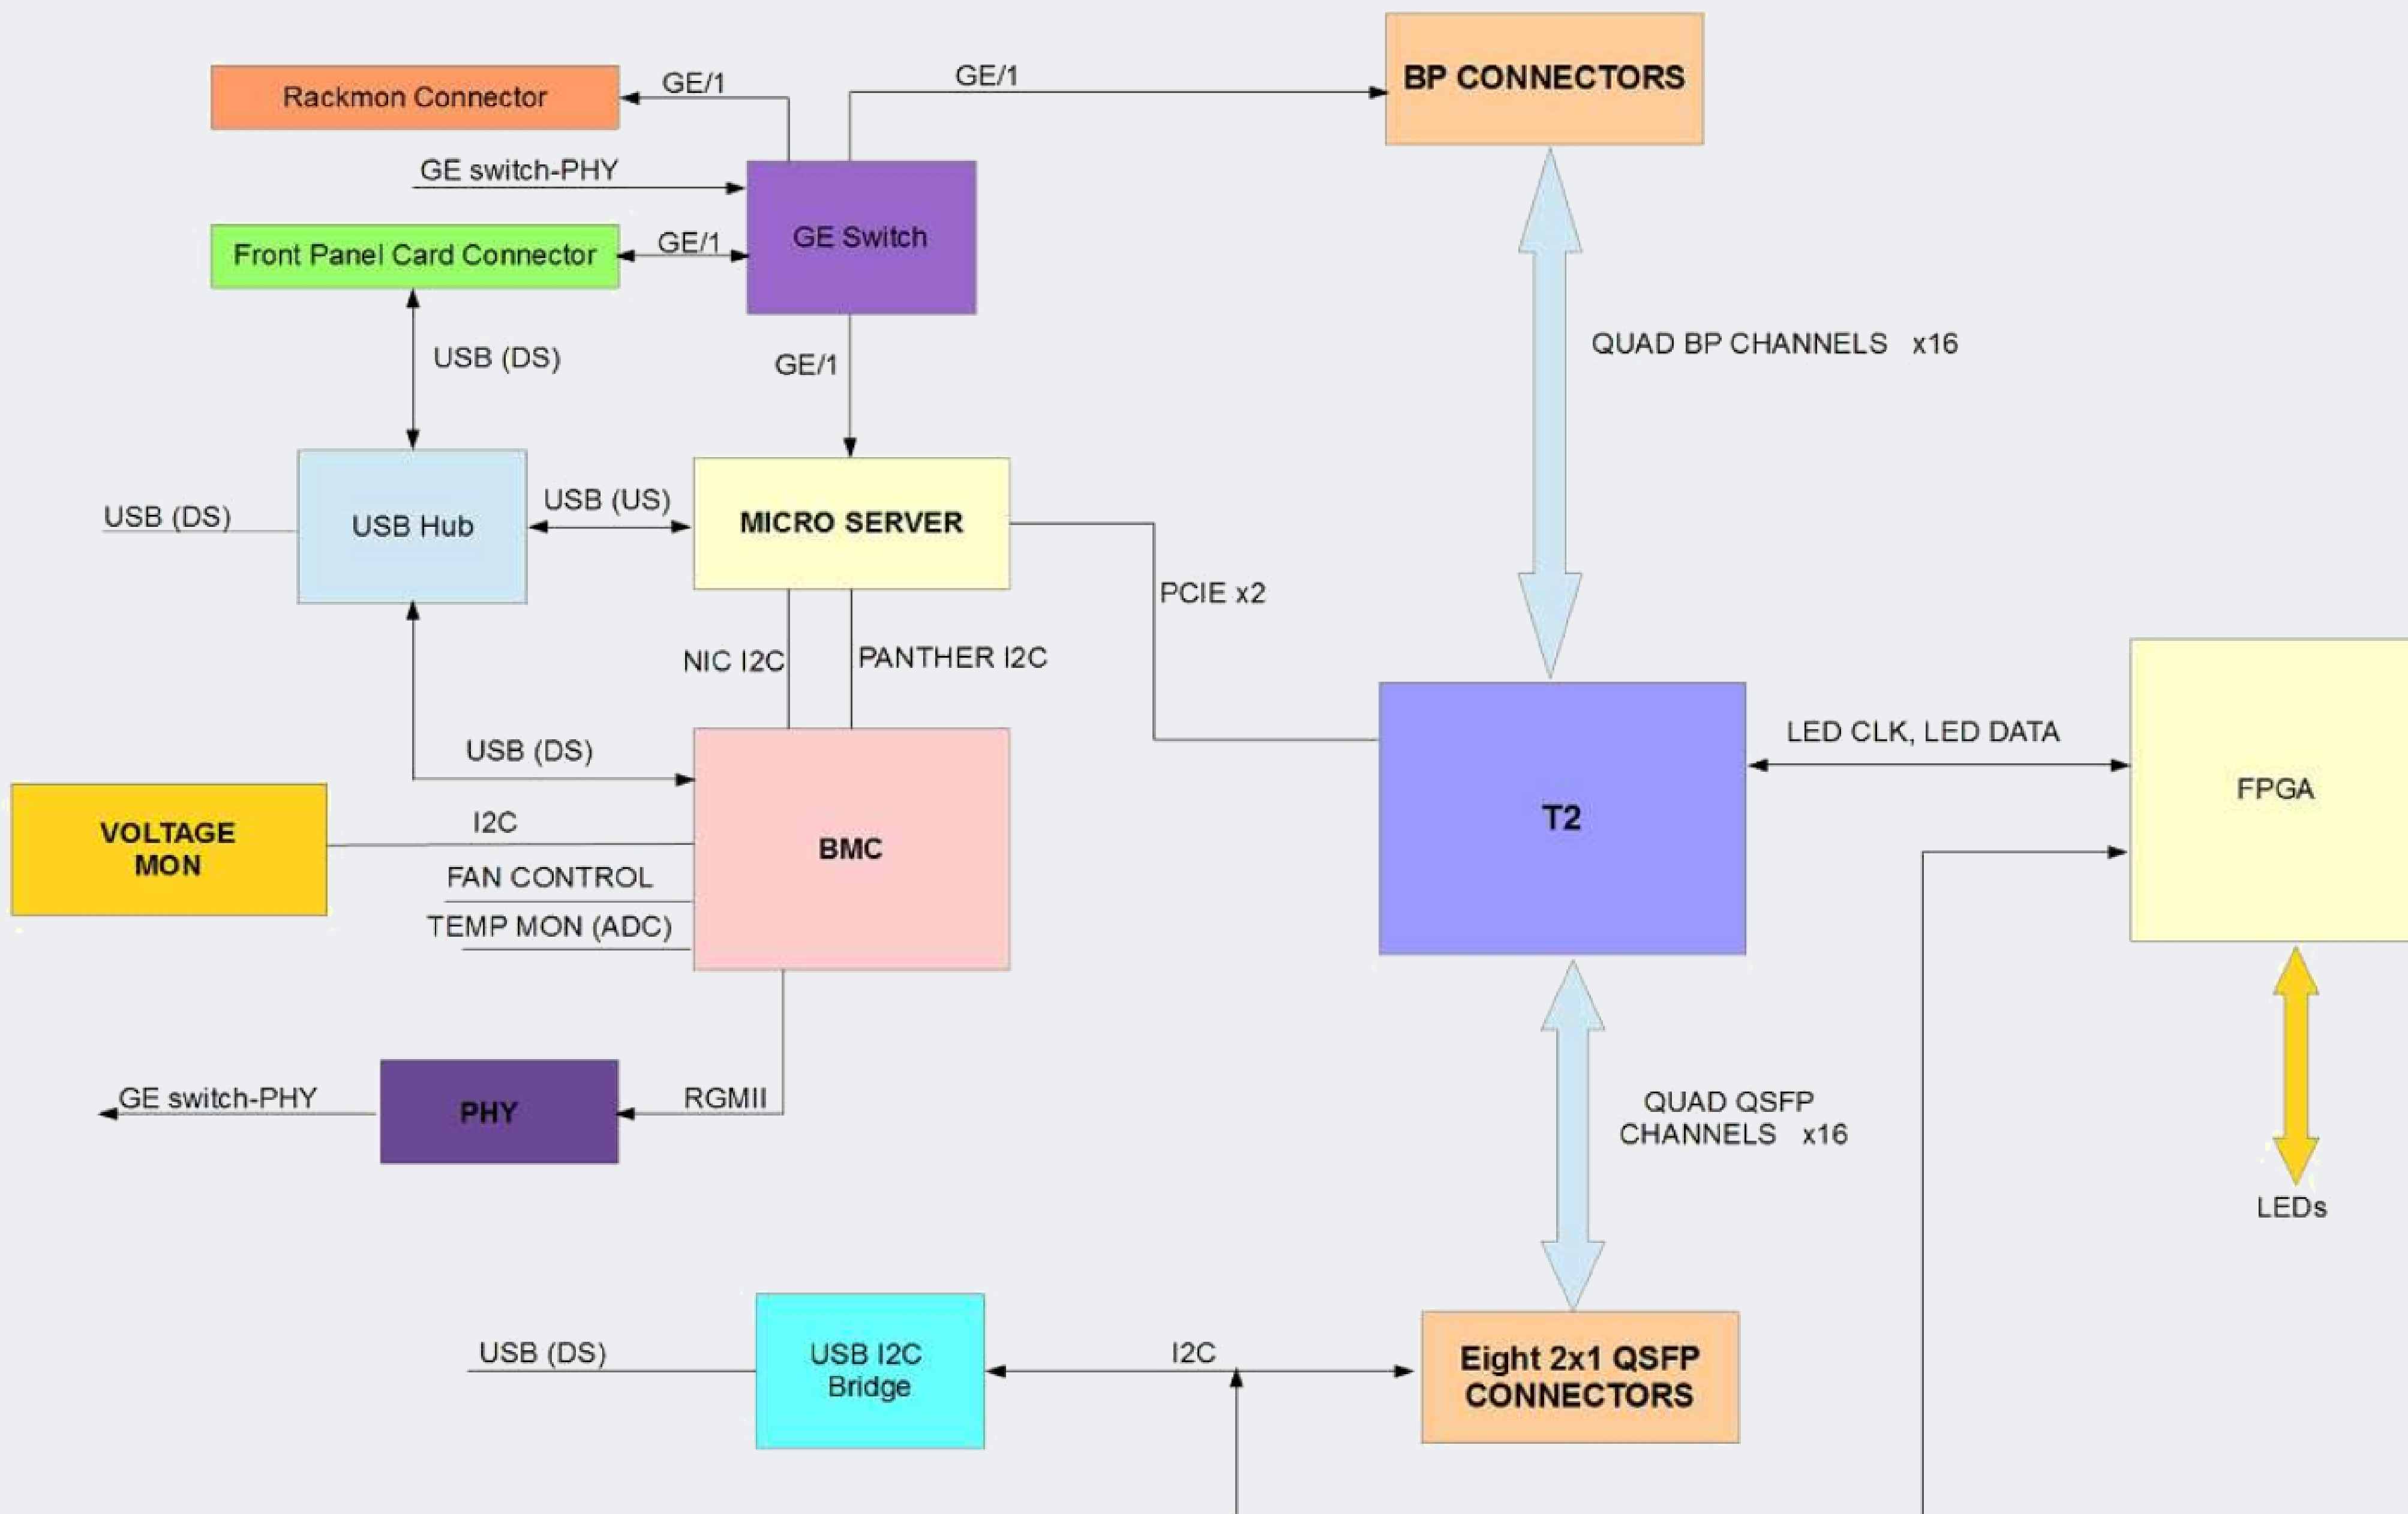 BP CONNECTORS
GE/1
GE/1
Rackmon Connector
GE switch-PHY
GE Switch
Front Panel Card Connector
GE/1
USB (DS)
GE/1
QUAD BP CHANNELS x16
USB (DS)
USB Hub
USB (US)
MICRO SERVER
PCIE x2
NIC I2C
PANTHER I2C
USB (DS)
LED CLK, LED DATA
FPGA
T2
VOLTAGE
MON
I2C
BMC
FAN CONTROL
TEMP MON (ADC)
GE switch-PHY
PHY
RGMII
QUAD QSFP
CHANNELS x16
LEDs
USB (DS)
USB I2C
Bridge
I2C
Eight 2x1 QSFP
CONNECTORS